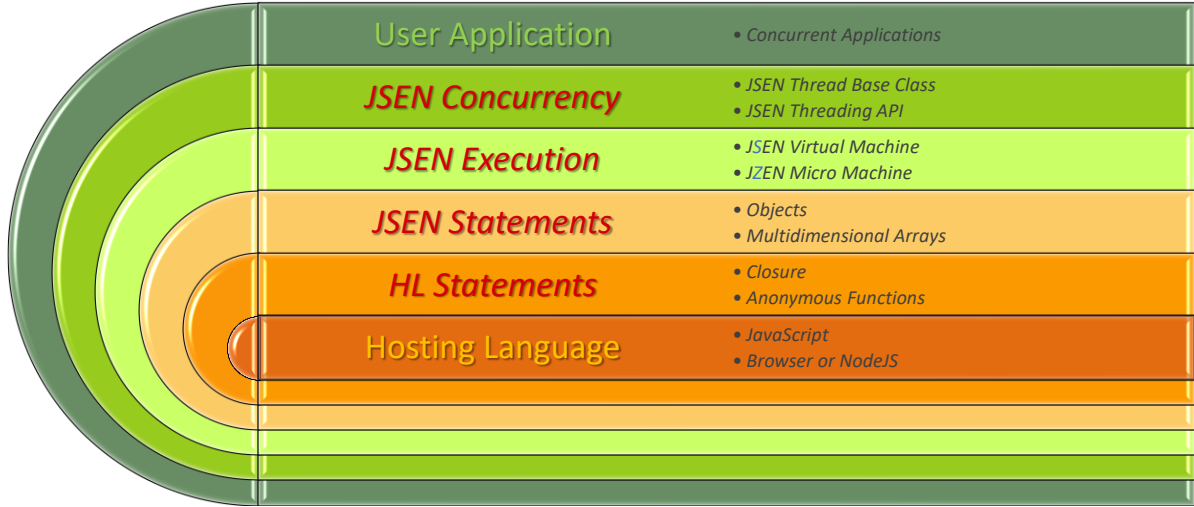 User Application
• Concurrent Applications
JSEN Concurrency
• JSEN Thread Base Class
• JSEN Threading API
JSEN Execution
• JSEN Virtual Machine
• JZEN Micro Machine
JSEN Statements
• Objects
• Multidimensional Arrays
HL Statements
• Closure
• Anonymous Functions
Hosting Language
• JavaScript
• Browser or NodeJS